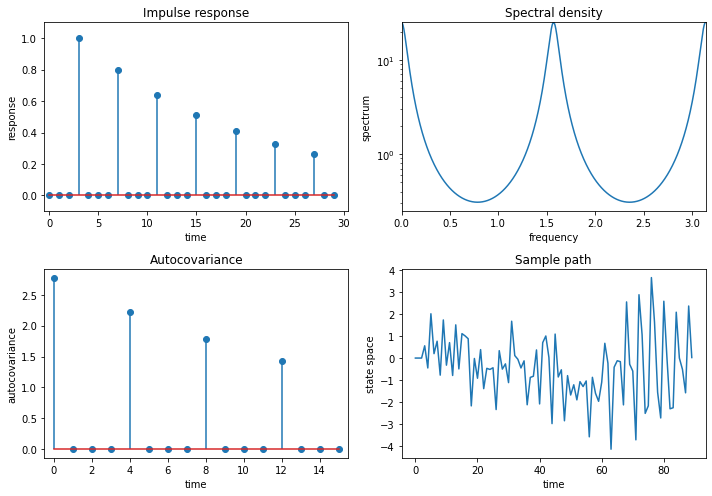 Impulse response
1.0
0.8
0.6
0.4
0.2
0.0
response
0 5 10 15 20 25 30
time
Spectral density
10^1
10^0
spectrum
0.0 0.5 1.0 1.5 2.0 2.5 3.0
frequency
Autocovariance
2.5
2.0
1.5
1.0
0.5
0.0
autocovariance
0 2 4 6 8 10 12 14
time
Sample path
4
3
2
1
0
−1
−2
−3
−4
state space
0 20 40 60 80
time